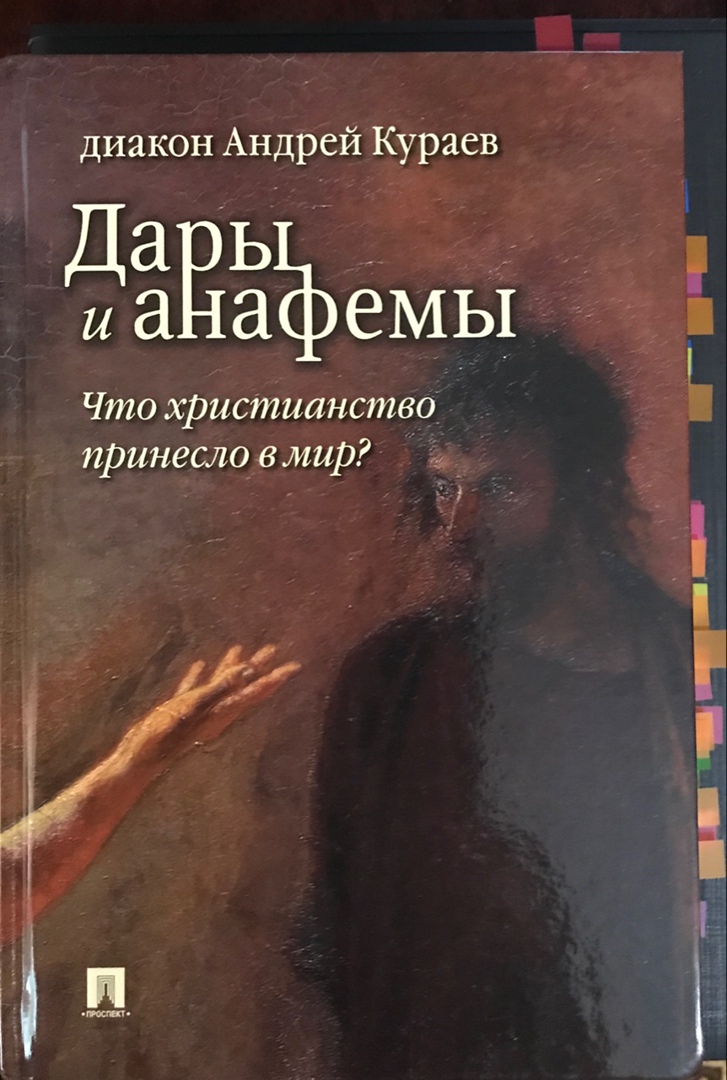 диакон Андрей Кураев
Дары
и анафемы
Что христианство
принесло в мир?
•ПРОСПЕКТ•